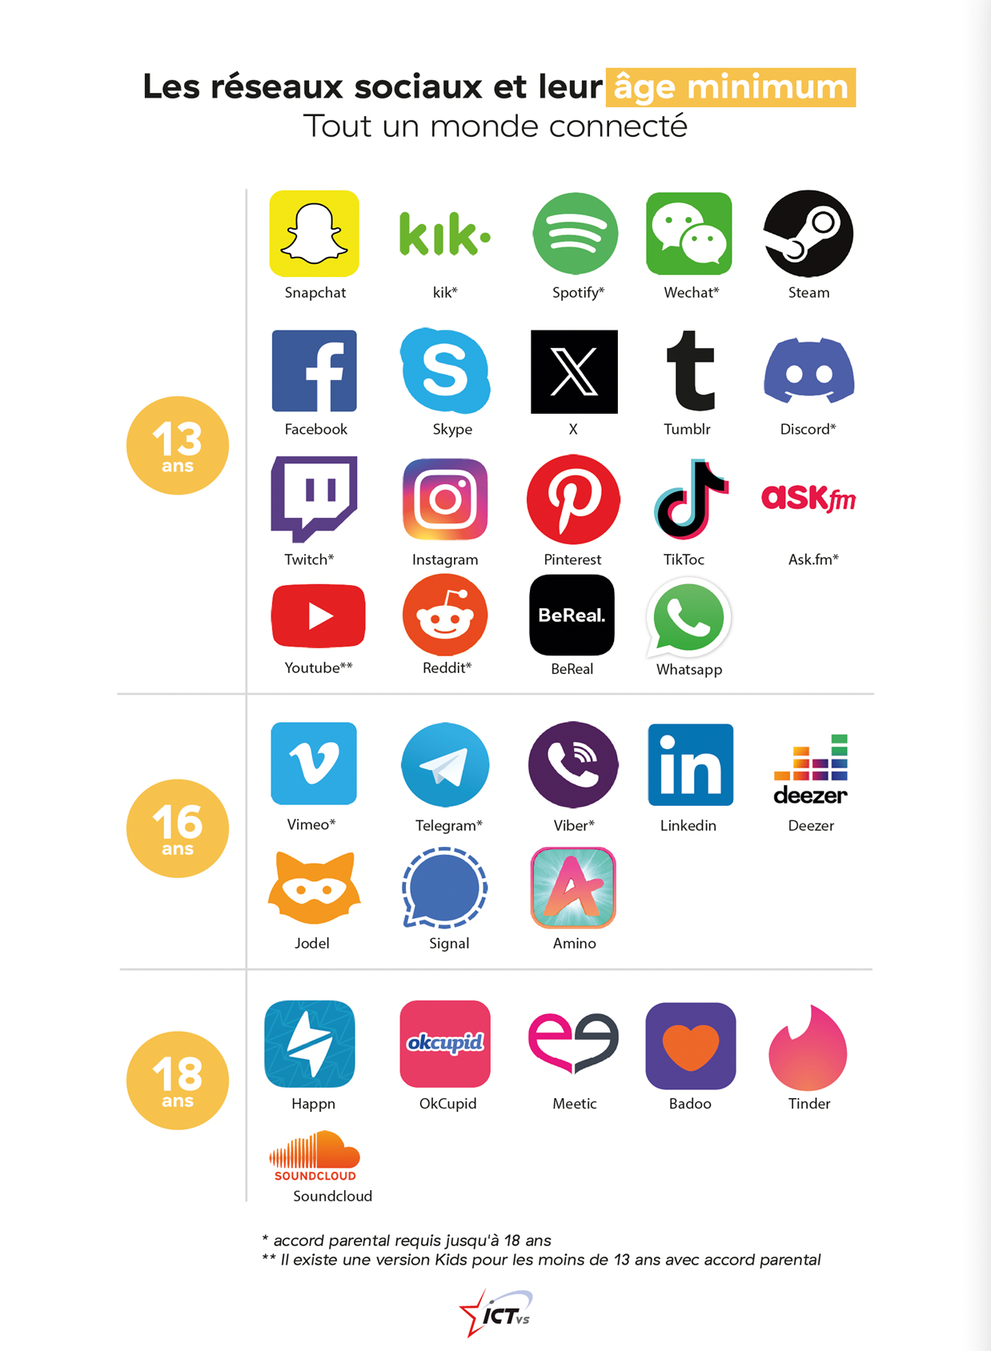 Les réseaux sociaux et leur âge minimum
Tout un monde connecté
kik·
Snapchat kik* Spotify* Wechat* Steam
f S X t
Facebook Skype X Tumblr Discord*
13
ans
ASKfm
Twitch* Instagram Pinterest TikToc Ask.fm*
BeReal.
Youtube** Reddit* BeReal Whatsapp
in
deezer
Vimeo* Telegram* Viber* Linkedin Deezer
16
ans
A
Jodel Signal Amino
okcupid
18
ans
Happn OkCupid Meetic Badoo Tinder
SOUNDCLOUD
Soundcloud
* accord parental requis jusqu'à 18 ans
** Il existe une version Kids pour les moins de 13 ans avec accord parental
iCTvs